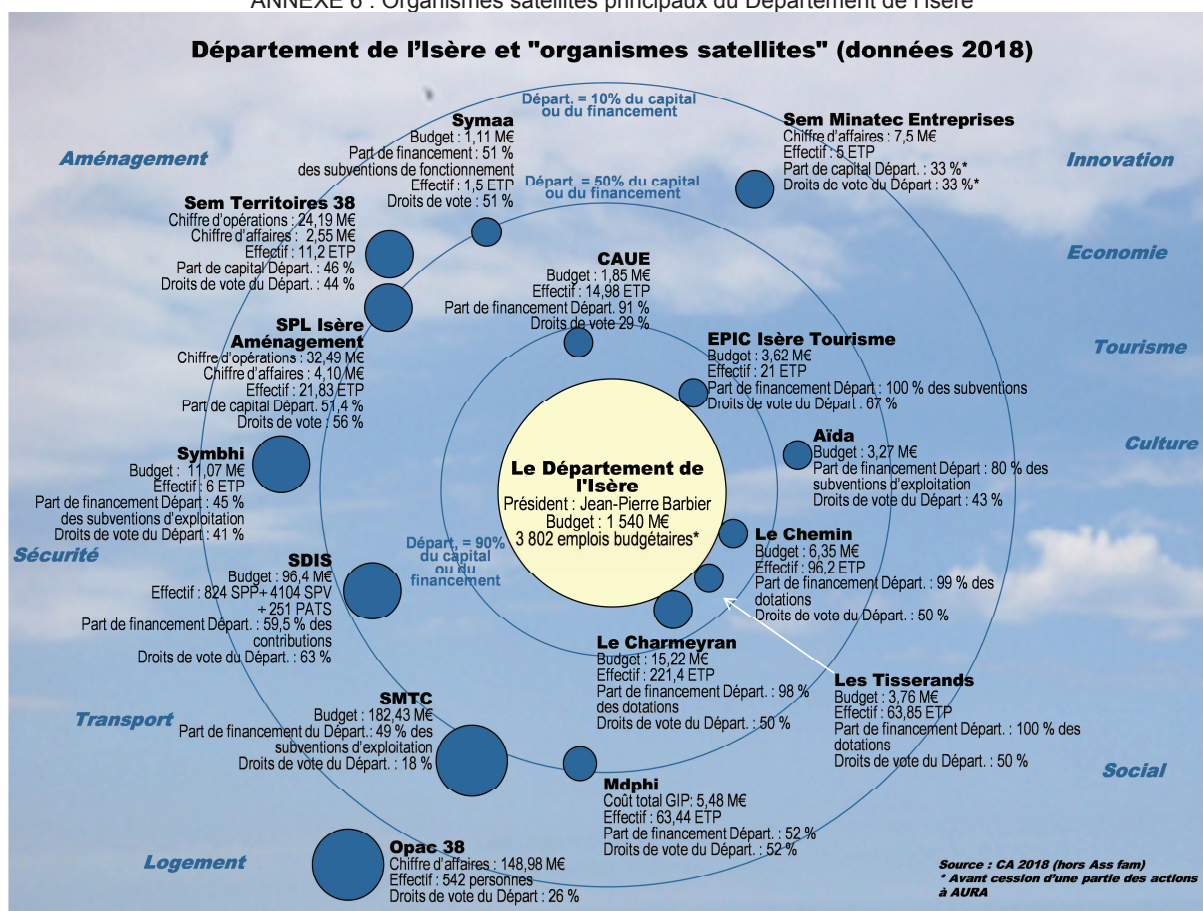 ANNEXE 6 : Organismes satellites principaux du Département de l'Isère
Département de l'Isère et "organismes satellites" (données 2018)
Départ. = 10% du capital
ou du financement
Symaa
Budget : 1,11 M€
Part de financement : 51 %
des subventions de fonctionnement
Effectif : 1,5 ETP
Droits de vote : 51 %
Sem Minatec Entreprises
Chiffre d'affaires : 7,5 M€
Effectif : 5 ETP
Part de capital Départ. : 33 %*
Droits de vote du Départ : 33 %*
Aménagement
Innovation
Départ. = 50% du capital
ou du financement
Sem Territoires 38
Chiffre d'opérations : 24,19 M€
Chiffre d'affaires : 2,55 M€
Effectif : 11,2 ETP
Part de capital Départ. : 46 %
Droits de vote du Départ. : 44 %
Economie
CAUE
Budget : 1,85 M€
Effectif : 14,98 ETP
Part de financement Départ. 91 %
Droits de vote 29 %
SPL Isère
Aménagement
Chiffre d'opérations : 32,49 M€
Chiffre d'affaires : 4,10 M€
Effectif : 21,83 ETP
Part de capital Départ. 51,4 %
Droits de vote : 56 %
EPIC Isère Tourisme
Budget : 3,62 M€
Effectif : 21 ETP
Part de financement Départ : 100 % des subventions
Droits de vote du Départ : 67 %
Tourisme
Symbhi
Budget : 11,07 M€
Effectif : 6 ETP
Part de financement Départ : 45 %
des subventions d'exploitation
Droits de vote Départ. : 41 %
Le Département de
l'Isère
Président : Jean-Pierre Barbier
Budget : 1 540 M€
3 802 emplois budgétaires*
Aïda
Budget : 3,27 M€
Part de financement Départ : 80 % des
subventions d'exploitation
Droits de vote du Départ : 43 %
Culture
Sécurité
Départ, = 90%
du capital
ou du
financement
SDIS
Budget : 96,4 M€
Effectif : 824 SPP+ 4104 SPV
+ 251 PATS
Part de financement Départ : 59,5 % des
contributions
Droits de vote du Départ. : 63 %
Le Chemin
Budget : 6,35 M€
Effectif : 96,2 ETP
Part de financement Départ. : 99 % des
dotations
Droits de vote du Départ. : 50 %
Le Charmeyran
Budget : 15,22 M€
Effectif : 221,4 ETP
Part de financement Départ. : 98 %
des dotations
Droits de vote du Départ. : 50 %
Les Tisserands
Budget : 3,76 M€
Effectif : 63,85 ETP
Part de financement Départ. : 100 % des
dotations
Droits de vote du Départ. : 50 %
Transport
SMTC
Budget : 182,43 M€
Part de financement du Départ.: 49 % des
subventions d'exploitation
Droits de vote du Départ. : 18 %
Social
Mdphi
Coût total GIP: 5,48 M€
Effectif : 63,44 ETP
Part de financement Départ. : 52 %
Droits de vote du Départ. : 52 %
Logement
Opac 38
Chiffre d'affaires : 148,98 M€
Effectif : 542 personnes
Droits de vote du Départ. : 26 %
Source : CA 2018 (hors Ass fam)
* Avant cession d'une partie des actions
à AURA